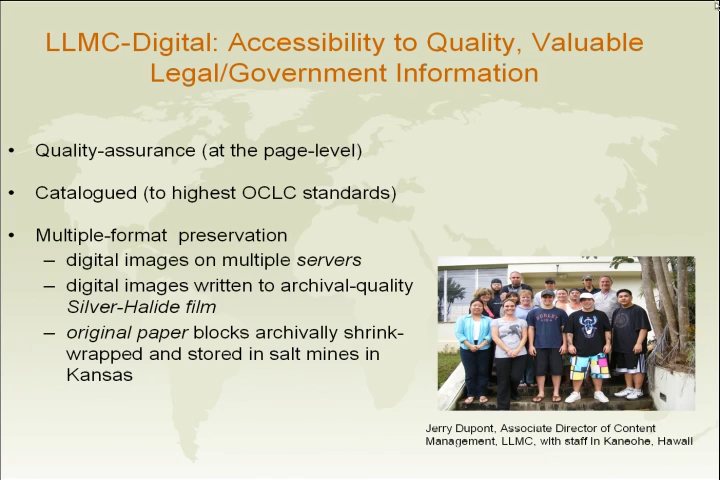 LLMC-Digital: Accessibility to Quality, Valuable
Legal/Government Information
• Quality-assurance (at the page-level)
• Catalogued (to highest OCLC standards)
• Multiple-format preservation
– digital images on multiple servers
– digital images written to archival-quality
Silver-Halide film
– original paper blocks archivally shrink-
wrapped and stored in salt mines in
Kansas
Jerry Dupont, Associate Director of Content
Management, LLMC, with staff in Kaneohe, Hawaii